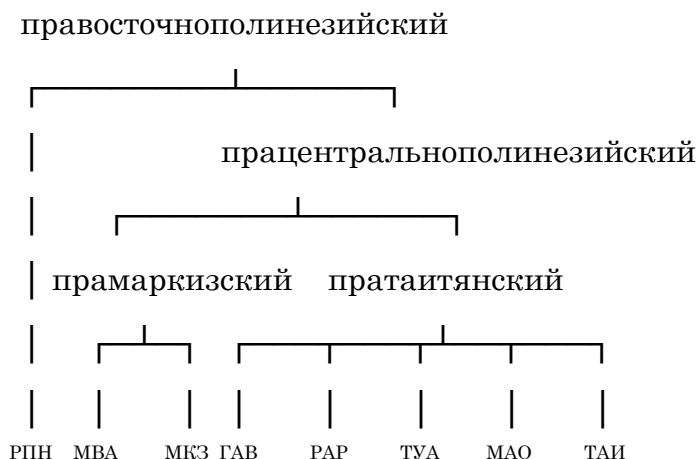 правосточнополинезийский
працентральнополинезийский
прамаркизский пратаитянский
РПН МВА МКЗ ГАВ РАР ТУА МАО ТАИ